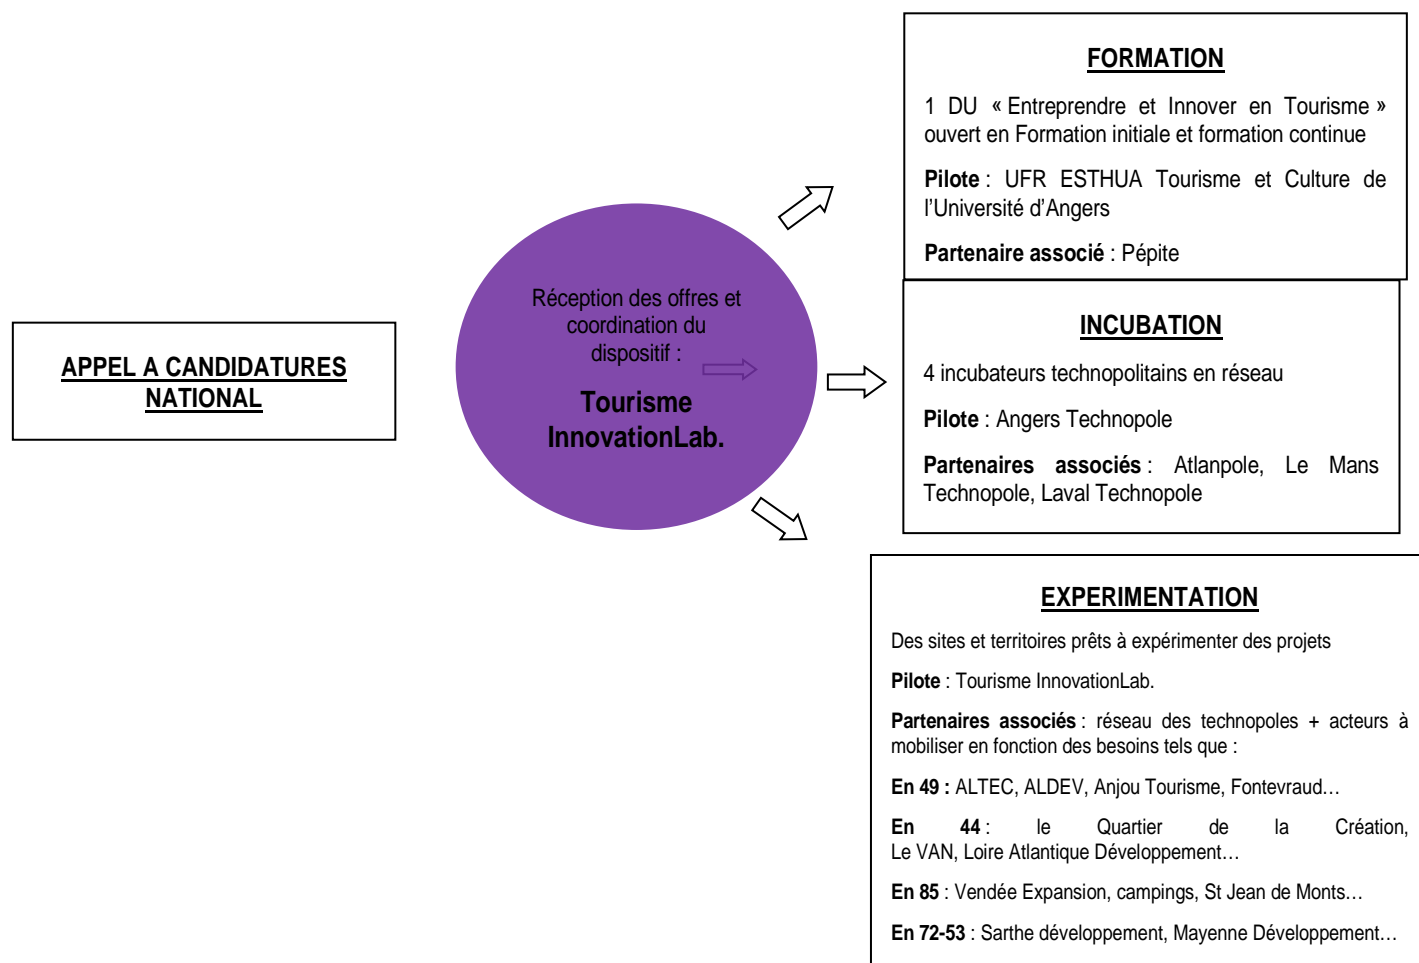 APPEL A CANDIDATURES
NATIONAL
Réception des offres et
coordination du
dispositif :
Tourisme
InnovationLab.
FORMATION
1 DU « Entreprendre et Innover en Tourisme »
ouvert en Formation initiale et formation continue
Pilote : UFR ESTHUA Tourisme et Culture de
l'Université d'Angers
Partenaire associé : Pépite
INCUBATION
4 incubateurs technopolitains en réseau
Pilote : Angers Technopole
Partenaires associés : Atlanpole, Le Mans
Technopole, Laval Technopole
EXPERIMENTATION
Des sites et territoires prêts à expérimenter des projets
Pilote : Tourisme InnovationLab.
Partenaires associés : réseau des technopoles + acteurs à
mobiliser en fonction des besoins tels que :
En 49 : ALTEC, ALDEV, Anjou Tourisme, Fontevraud…
En 44 : le Quartier de la Création,
Le VAN, Loire Atlantique Développement…
En 85 : Vendée Expansion, campings, St Jean de Monts…
En 72-53 : Sarthe développement, Mayenne Développement…